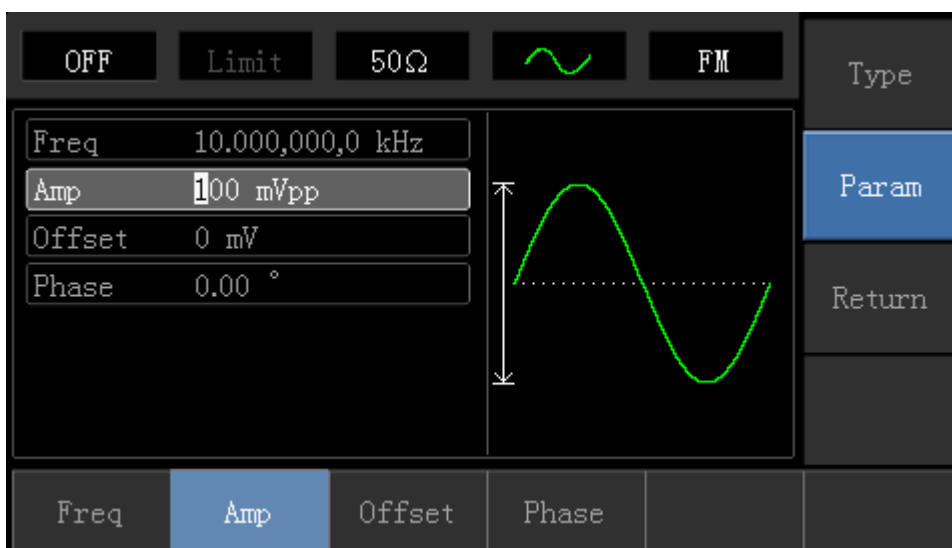 OFF Limit 50Ω FM
Type
Freq 10.000,000,0 kHz
Amp 100 mVpp
Param
Offset 0 mV
Phase 0.00 °
Return
Freq Amp Offset Phase